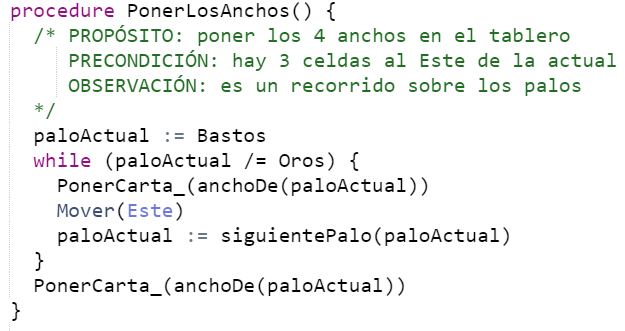 procedure PonerLosAnchos() {
/* PROPÓSITO: poner los 4 anchos en el tablero
PRECONDICIÓN: hay 3 celdas al Este de la actual
OBSERVACIÓN: es un recorrido sobre los palos
*/
paloActual := Bastos
while (paloActual /= Oros) {
PonerCarta_(anchoDe(paloActual))
Mover(Este)
paloActual := siguientePalo(paloActual)
}
PonerCarta_(anchoDe(paloActual))
}